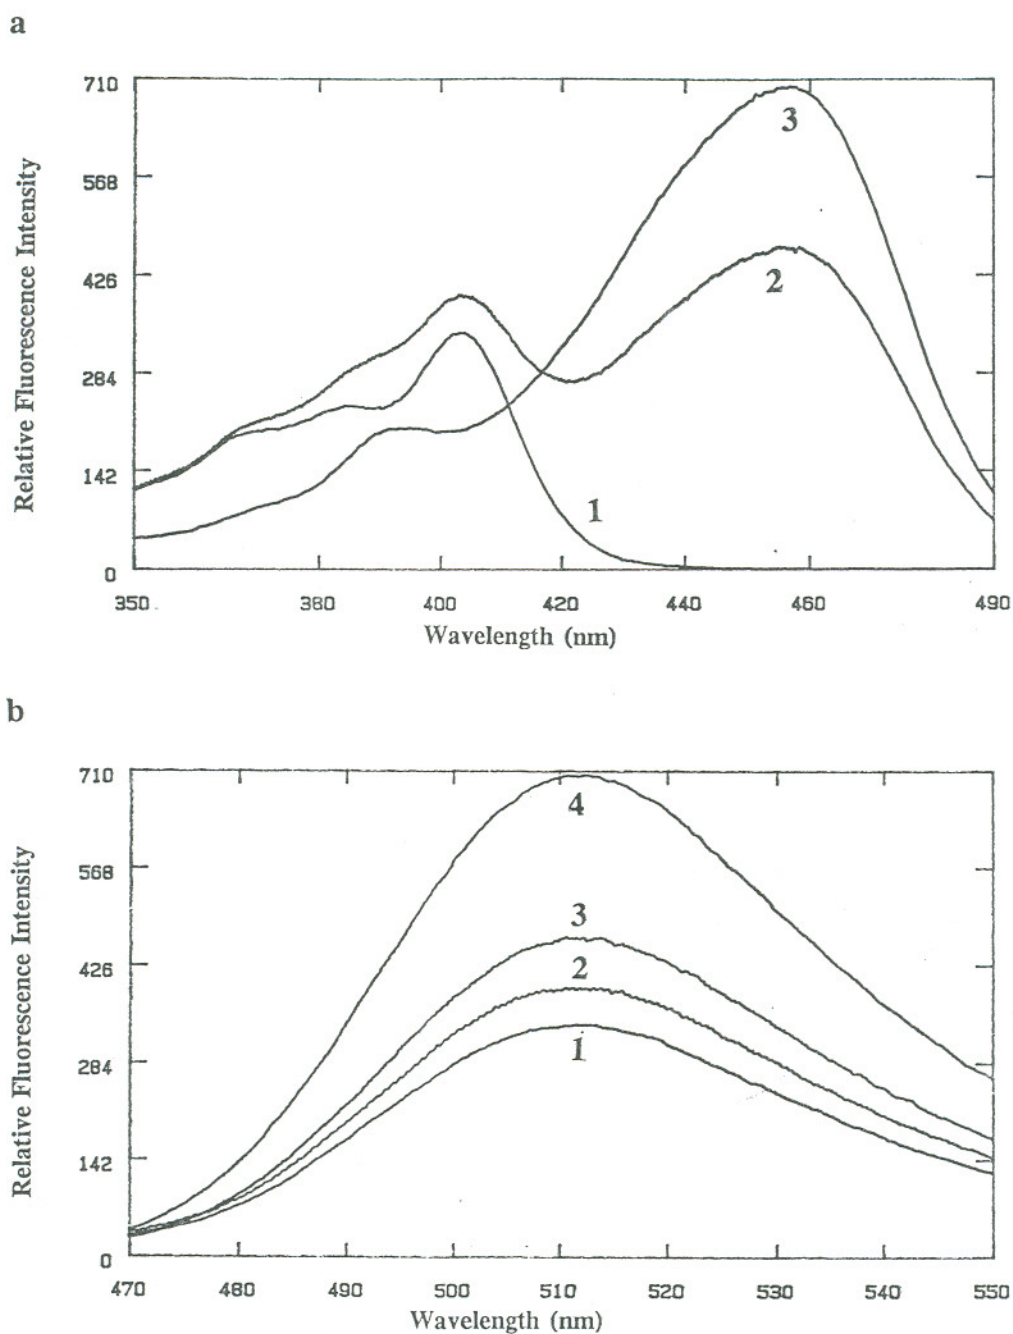 a
710
568
426
284
142
0
Relative Fluorescence Intensity
3
2
1
350 380 400 420 440 460 490
Wavelength (nm)
b
710
568
426
284
142
0
Relative Fluorescence Intensity
4
3
2
1
470 480 490 500 510 520 530 540 550
Wavelength (nm)